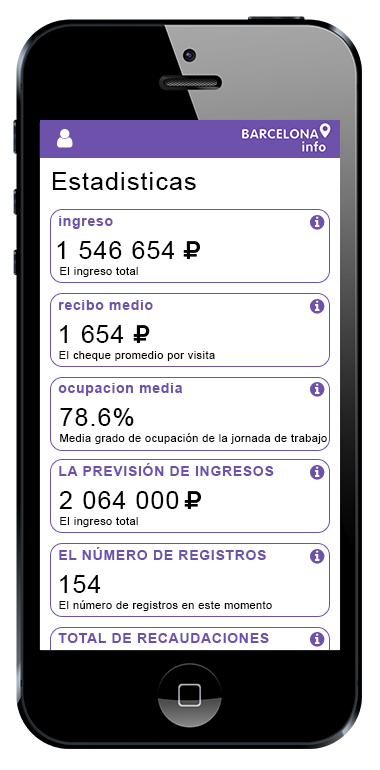 BARCELONA
info
Estadisticas
ingreso
1 546 654 ₽
El ingreso total
recibo medio
1 654 ₽
El cheque promedio por visita
ocupacion media
78.6%
Media grado de ocupación de la jornada de trabajo
LA PREVISIÓN DE INGRESOS
2 064 000 ₽
El ingreso total
EL NÚMERO DE REGISTROS
154
El número de registros en este momento
TOTAL DE RECAUDACIONES